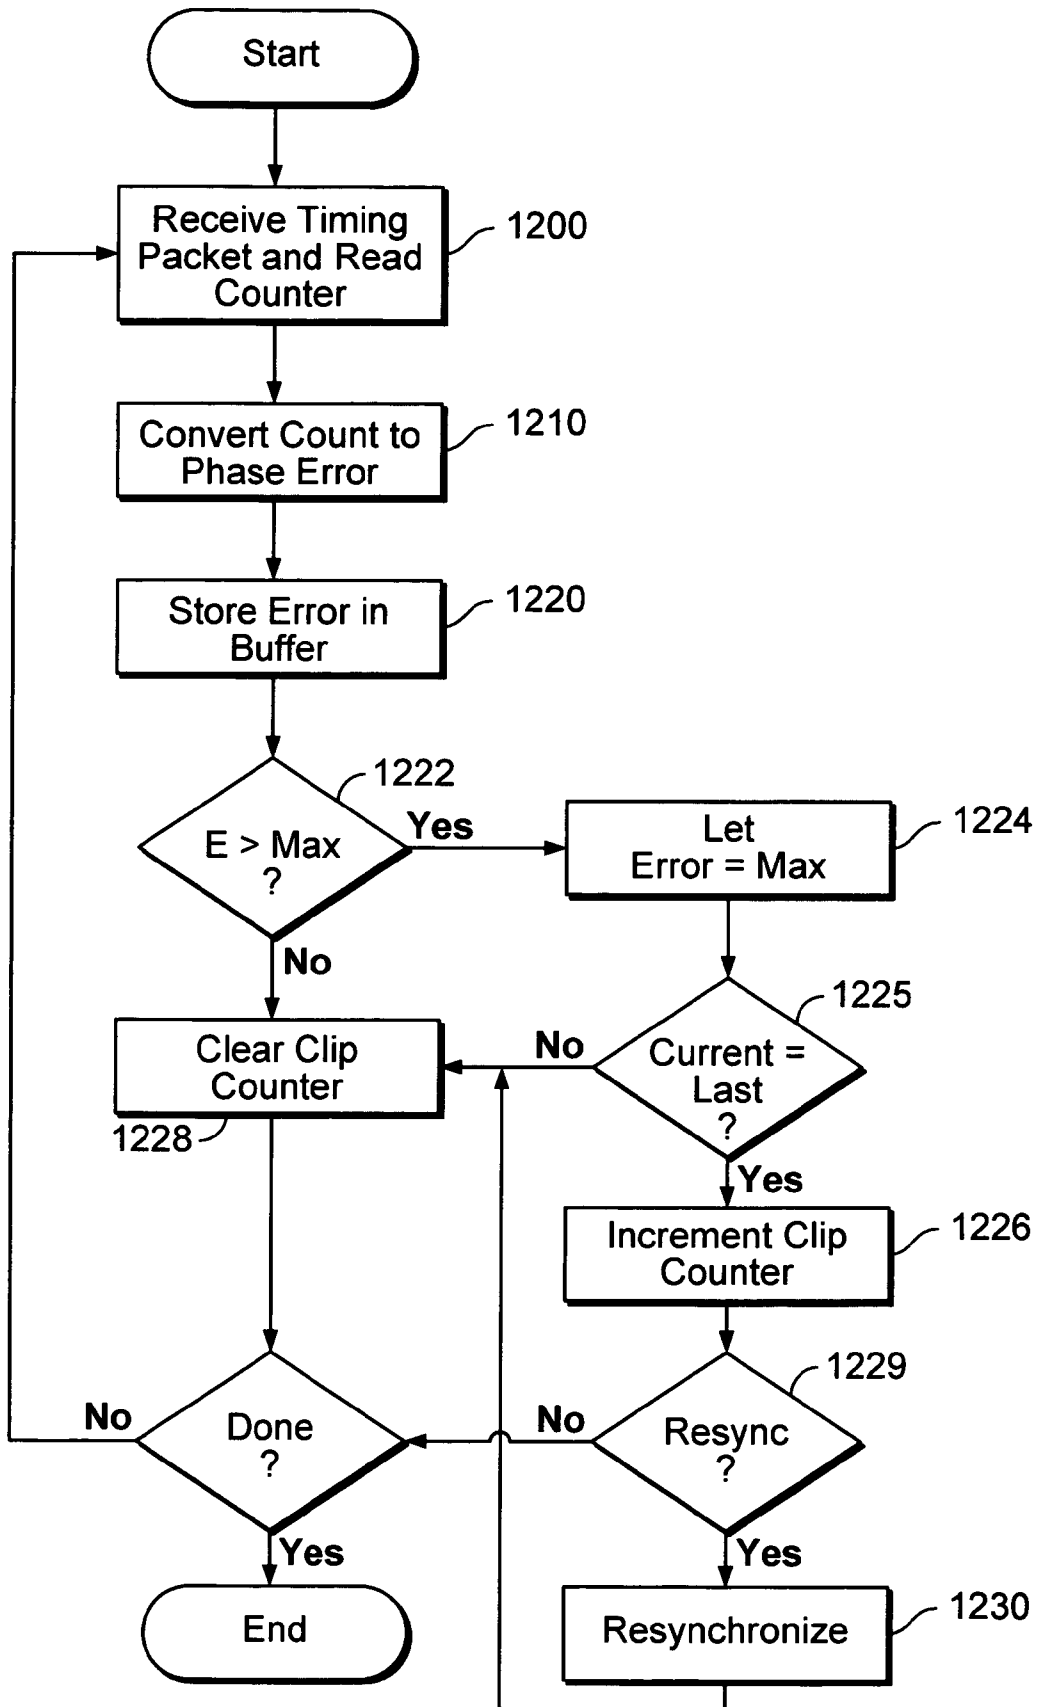 Start
Receive Timing
Packet and Read
Counter
1200
Convert Count to
Phase Error
1210
Store Error in
Buffer
1220
1222
E > Max
?
Yes
No
Let
Error = Max
1224
1225
Current =
Last
?
No
Yes
Clear Clip
Counter
1228
Increment Clip
Counter
1226
1229
Resync
?
No
Yes
Done
?
No
Yes
End
Resynchronize
1230